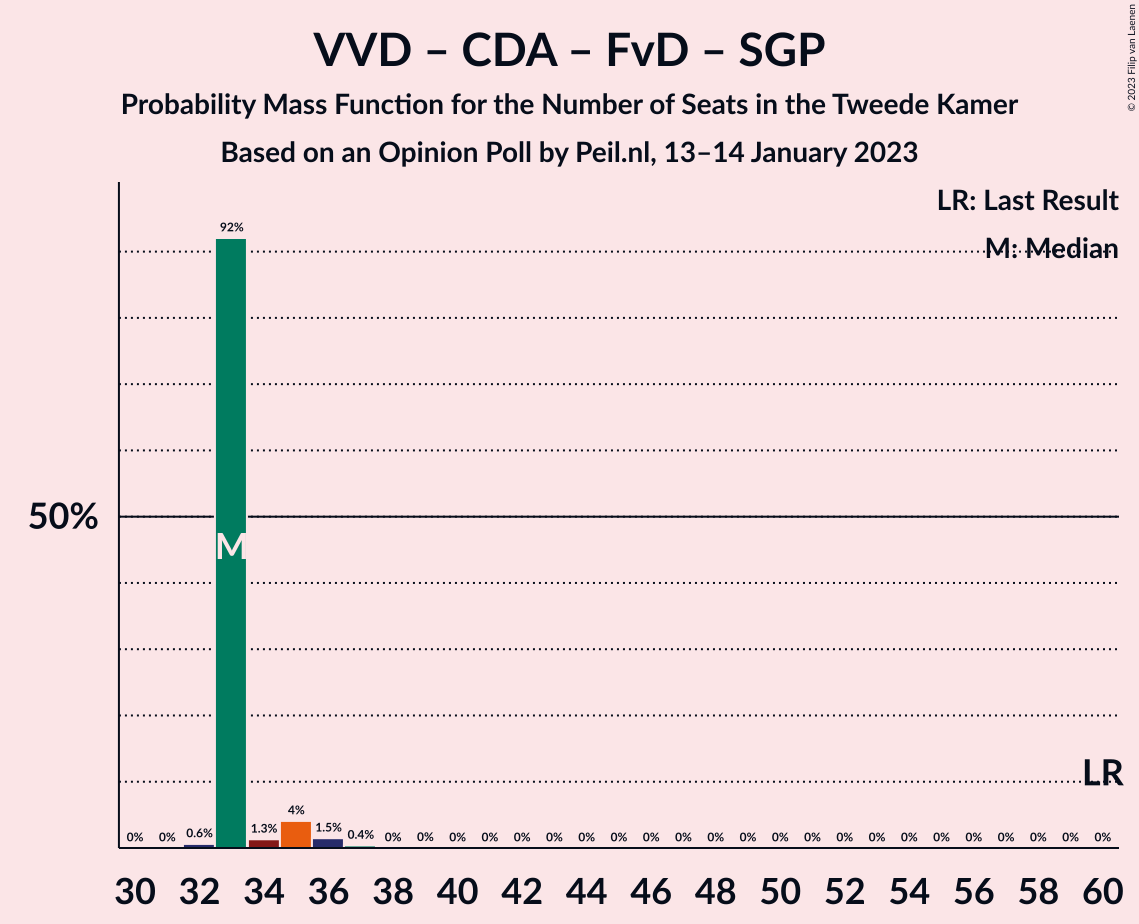 VVD – CDA – FvD – SGP
Probability Mass Function for the Number of Seats in the Tweede Kamer
Based on an Opinion Poll by Peil.nl, 13–14 January 2023
© 2023 Filip van Laenen
LR: Last Result
M: Median
92%
50%
M
LR
0% 0% 0.6% 1.3% 4% 1.5% 0.4% 0% 0% 0% 0% 0% 0% 0% 0% 0% 0% 0% 0% 0% 0% 0% 0% 0% 0% 0% 0% 0% 0% 0%
30 32 34 36 38 40 42 44 46 48 50 52 54 56 58 60